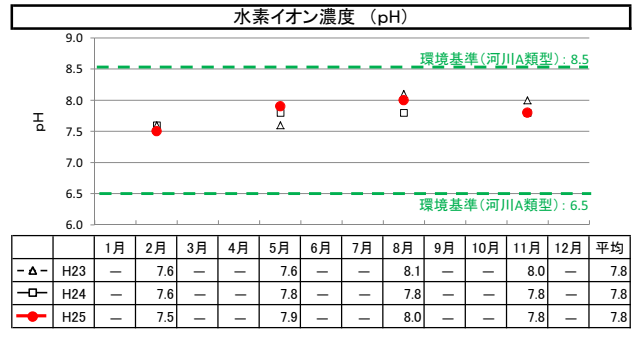 水素イオン濃度 （pH）
9.0
環境基準(河川A類型)：8.5
8.5
8.0
pH
7.5
7.0
6.5
環境基準(河川A類型)：6.5
6.0
1月 2月 3月 4月 5月 6月 7月 8月 9月 10月 11月 12月 平均
H23 ― 7.6 ― ― 7.6 ― ― 8.1 ― ― 8.0 ― 7.8
H24 ― 7.6 ― ― 7.8 ― ― 7.8 ― ― 7.8 ― 7.8
H25 ― 7.5 ― ― 7.9 ― ― 8.0 ― ― 7.8 ― 7.8